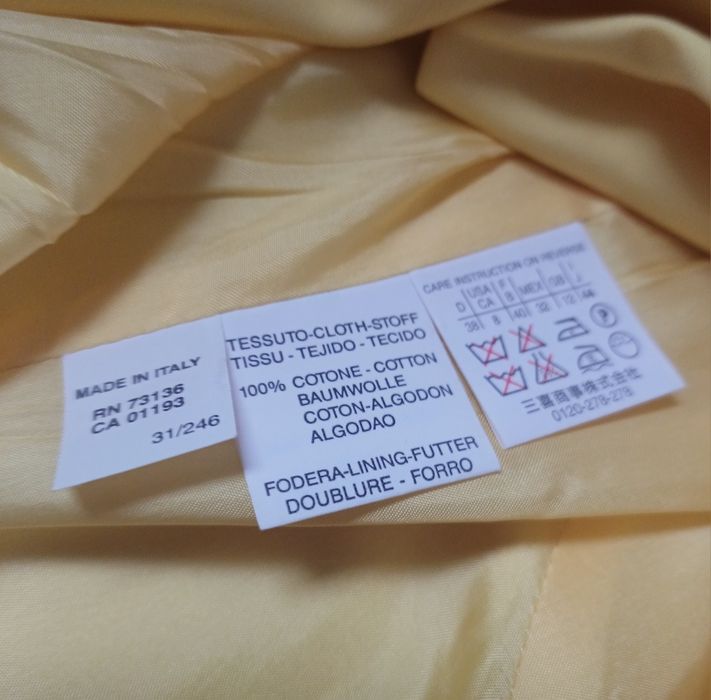 MADE IN ITALY
RN 73136
CA 01193
31/246
TESSUTO-CLOTH-STOFF
TISSU - TEJIDO - TECIDO
100% COTONE - COTTON
BAUMWOLLE
COTON-ALGODON
ALGODAO
FODERA-LINING-FUTTER
DOUBLURE - FORRO
CARE INSTRUCTION ON REVERSE
D USA CA F B MEX GB J
38 8 40 32 12 44
P
三喜商事株式会社
0120-278-278